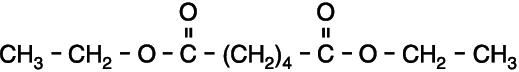 O O
CH₃ – CH₂ – O – C – (CH₂)₄ – C – O – CH₂ – CH₃